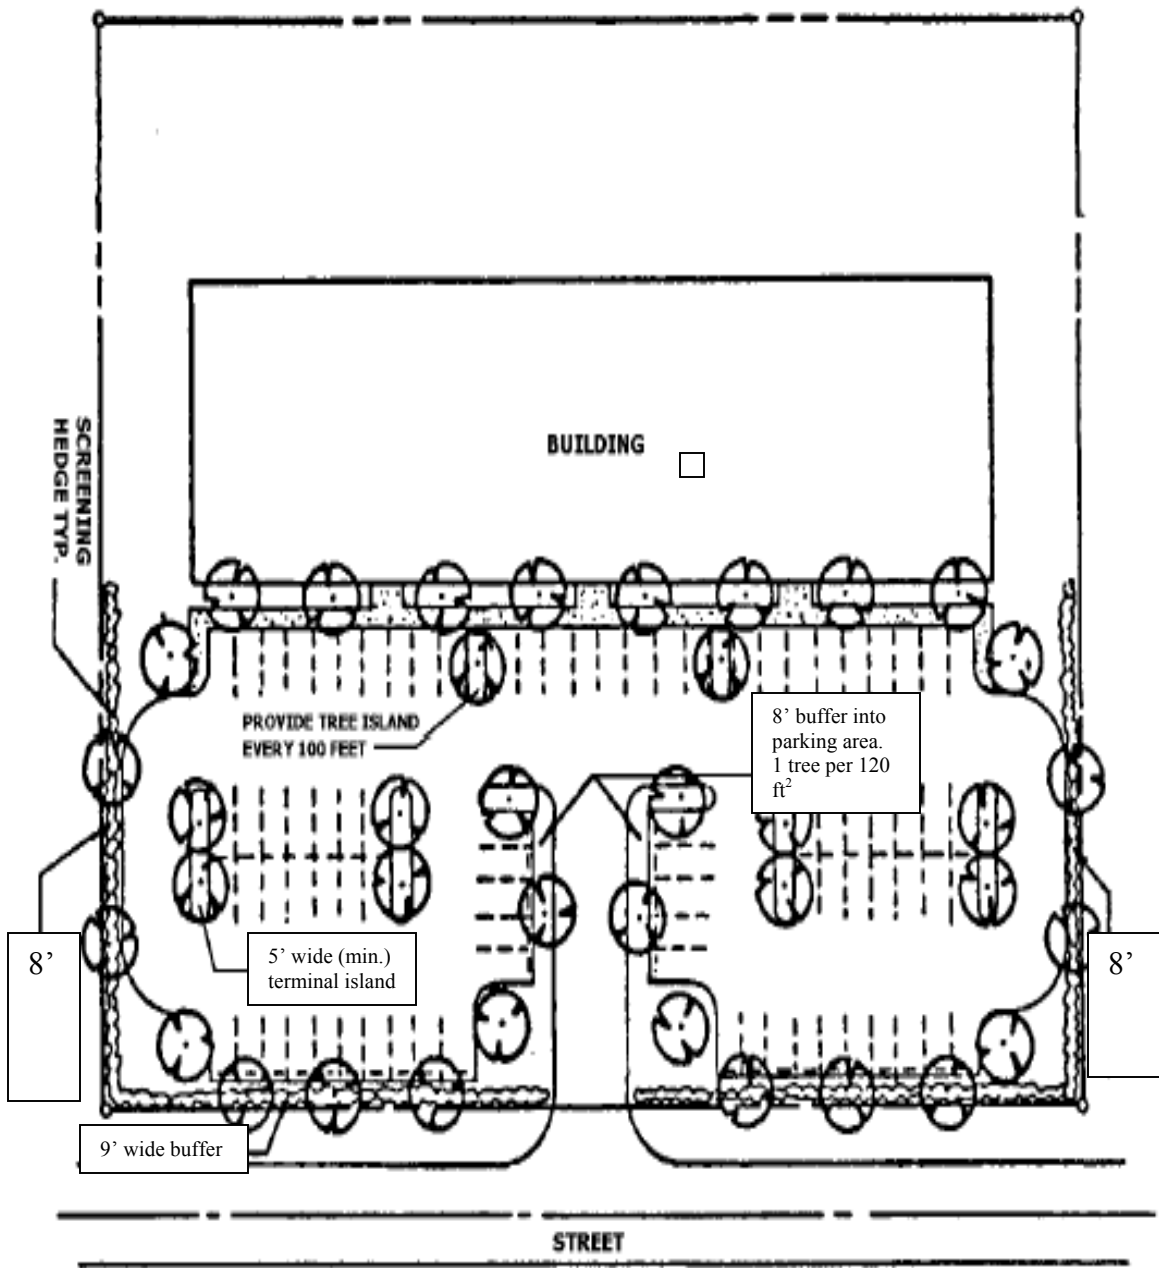 SCREENING
HEDGE TYP.
BUILDING
PROVIDE TREE ISLAND
EVERY 100 FEET
8’ buffer into
parking area.
1 tree per 120
ft²
8’
5’ wide (min.)
terminal island
8’
9’ wide buffer
STREET